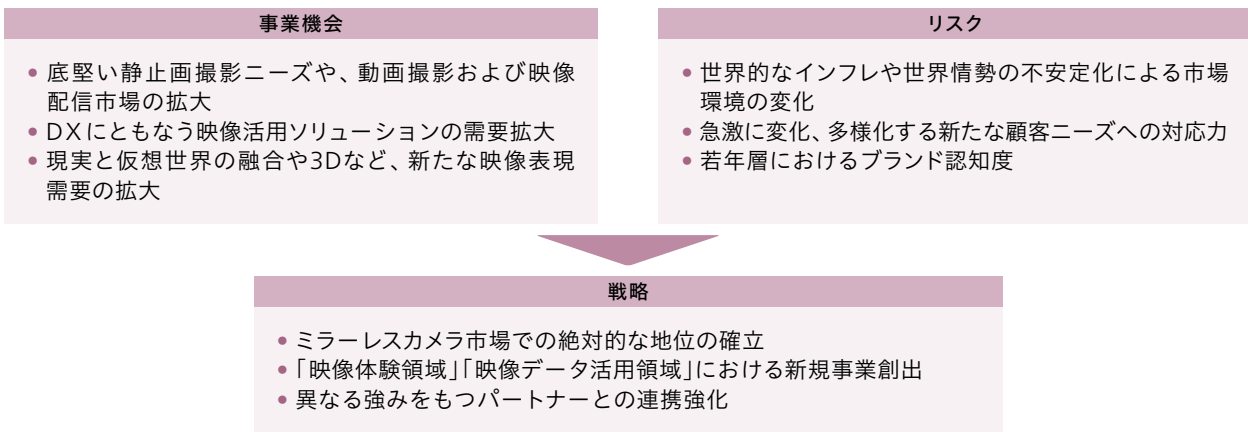 事業機会
• 底堅い静止画撮影ニーズや、動画撮影および映像
配信市場の拡大
• DXにともなう映像活用ソリューションの需要拡大
• 現実と仮想世界の融合や3Dなど、新たな映像表現
需要の拡大
リスク
• 世界的なインフレや世界情勢の不安定化による市場
環境の変化
• 急激に変化、多様化する新たな顧客ニーズへの対応力
• 若年層におけるブランド認知度
戦略
• ミラーレスカメラ市場での絶対的な地位の確立
• 「映像体験領域」「映像データ活用領域」における新規事業創出
• 異なる強みをもつパートナーとの連携強化